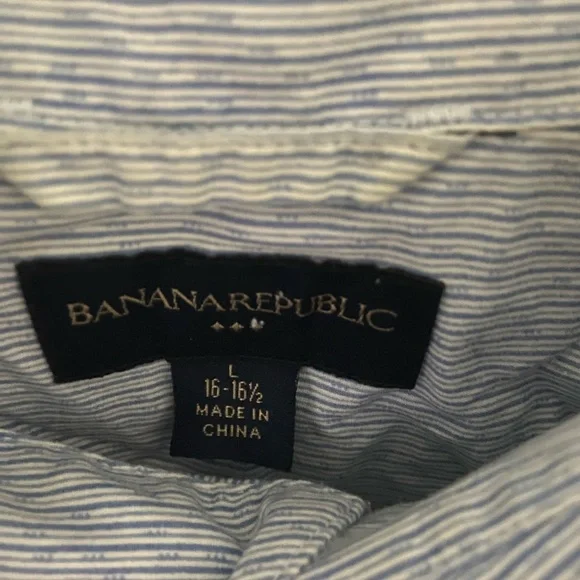 BANANA REPUBLIC
L
16-16½
MADE IN
CHINA